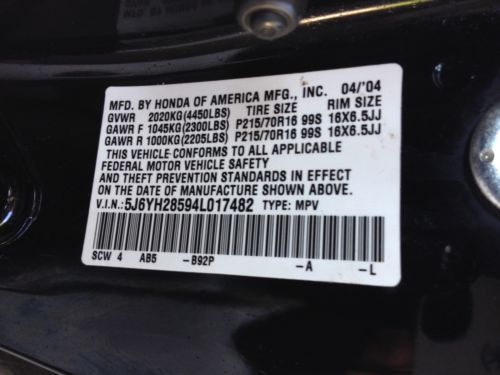 MFD. BY HONDA OF AMERICA MFG., INC. 04/'04
GVWR 2020KG(4450LBS) TIRE SIZE RIM SIZE
GAWR F 1045KG(2300LBS) P215/70R16 99S 16X6.5JJ
GAWR R 1000KG(2205LBS) P215/70R16 99S 16X6.5JJ
THIS VEHICLE CONFORMS TO ALL APPLICABLE
FEDERAL MOTOR VEHICLE SAFETY
AND THEFT PREVENTION STANDARDS IN EFFECT
ON THE DATE OF MANUFACTURE SHOWN ABOVE.
V.I.N.: 5J6YH28594L017482 TYPE: MPV
SCW 4 AB5 -B92P -A -L